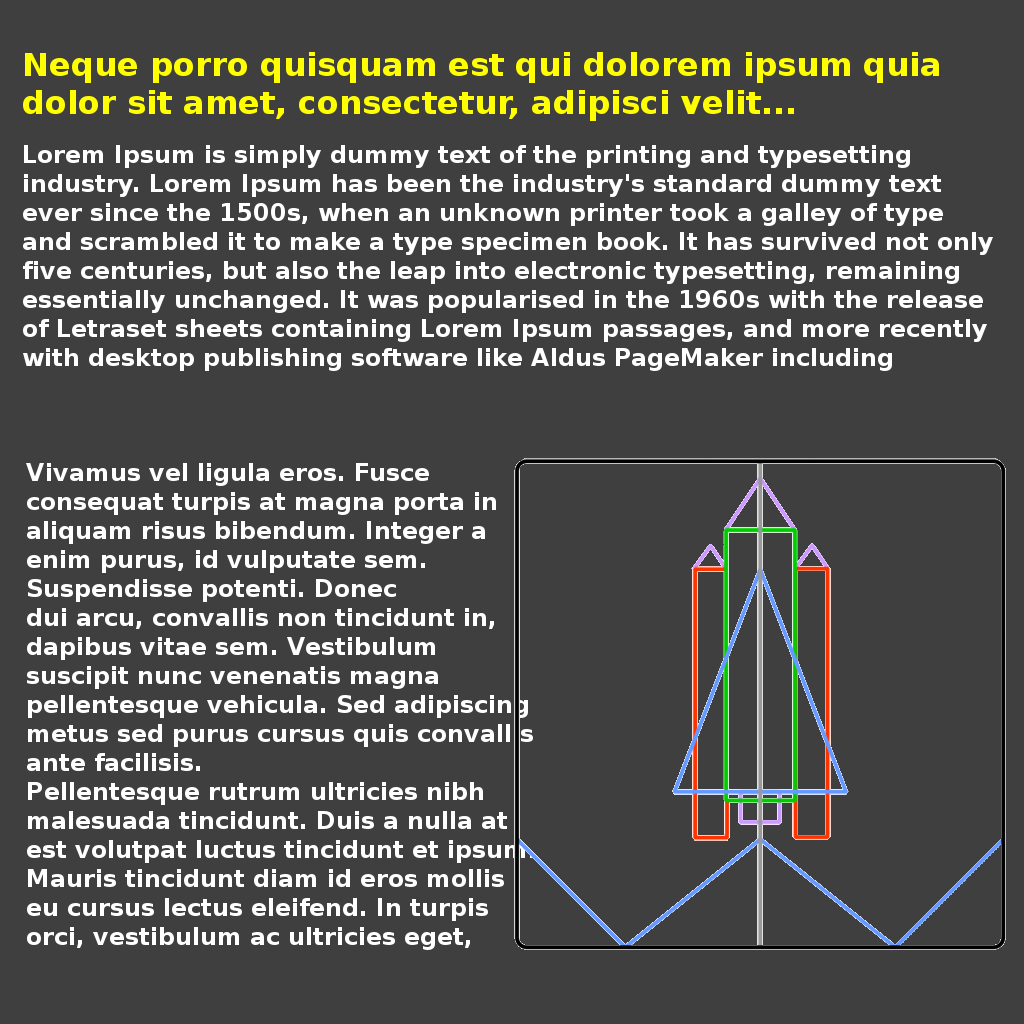 Neque porro quisquam est qui dolorem ipsum quia
dolor sit amet, consectetur, adipisci velit...
Lorem Ipsum is simply dummy text of the printing and typesetting
industry. Lorem Ipsum has been the industry's standard dummy text
ever since the 1500s, when an unknown printer took a galley of type
and scrambled it to make a type specimen book. It has survived not only
five centuries, but also the leap into electronic typesetting, remaining
essentially unchanged. It was popularised in the 1960s with the release
of Letraset sheets containing Lorem Ipsum passages, and more recently
with desktop publishing software like Aldus PageMaker including
Vivamus vel ligula eros. Fusce
consequat turpis at magna porta in
aliquam risus bibendum. Integer a
enim purus, id vulputate sem.
Suspendisse potenti. Donec
dui arcu, convallis non tincidunt in,
dapibus vitae sem. Vestibulum
suscipit nunc venenatis magna
pellentesque vehicula. Sed adipiscing
metus sed purus cursus quis convallis
ante facilisis.
Pellentesque rutrum ultricies nibh
malesuada tincidunt. Duis a nulla at
est volutpat luctus tincidunt et ipsum.
Mauris tincidunt diam id eros mollis
eu cursus lectus eleifend. In turpis
orci, vestibulum ac ultricies eget,